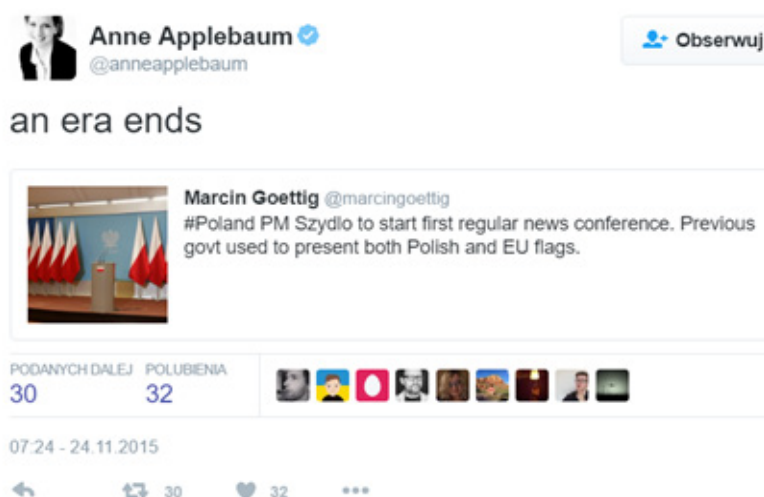 Anne Applebaum
@anneapplebaum
Obserwuj
an era ends
Marcin Goettig @marcingoettig
#Poland PM Szydlo to start first regular news conference. Previous
govt used to present both Polish and EU flags.
PODANYCH DALEJ POLUBIENIA
30 32
07:24 - 24.11.2015
30 32